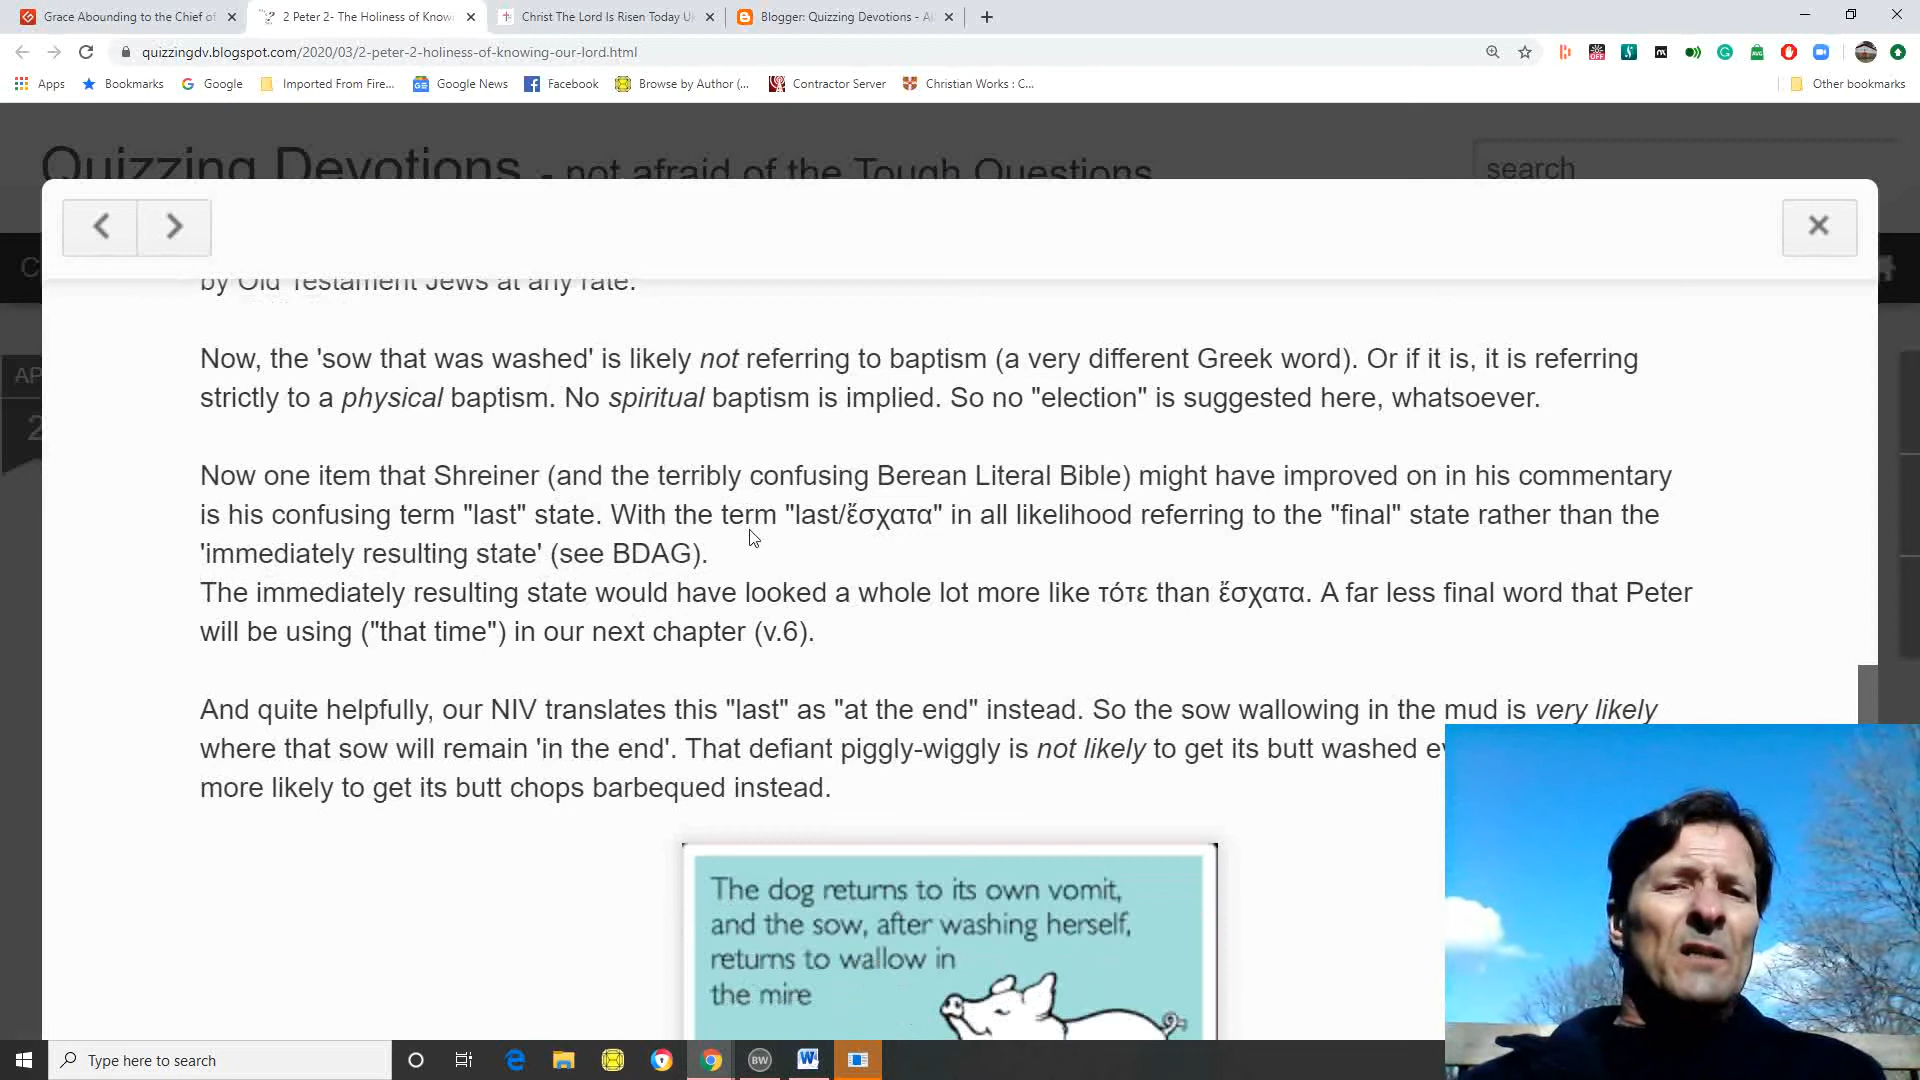 Grace Abounding to the Chief of
2 Peter 2- The Holiness of Know
Christ The Lord Is Risen Today U
Blogger: Quizzing Devotions - A
quizzingdv.blogspot.com/2020/03/2-peter-2-holiness-of-knowing-our-lord.html
Apps
Bookmarks
Google
Imported From Fire...
Google News
Facebook
Browse by Author (...
Contractor Server
Christian Works : C...
Other bookmarks
Quizzing Devotions - not afraid of the Tough Questions
search
by Old Testament Jews at any rate.
Now, the 'sow that was washed' is likely not referring to baptism (a very different Greek word). Or if it is, it is referring
strictly to a physical baptism. No spiritual baptism is implied. So no "election" is suggested here, whatsoever.
Now one item that Shreiner (and the terribly confusing Berean Literal Bible) might have improved on in his commentary
is his confusing term "last" state. With the term "last/ἔσχατα" in all likelihood referring to the "final" state rather than the
'immediately resulting state' (see BDAG).
The immediately resulting state would have looked a whole lot more like τότε than ἔσχατα. A far less final word that Peter
will be using ("that time") in our next chapter (v.6).
And quite helpfully, our NIV translates this "last" as "at the end" instead. So the sow wallowing in the mud is very likely
where that sow will remain 'in the end'. That defiant piggly-wiggly is not likely to get its butt washed
more likely to get its butt chops barbequed instead.
The dog returns to its own vomit,
and the sow, after washing herself,
returns to wallow in
the mire
Type here to search
BW